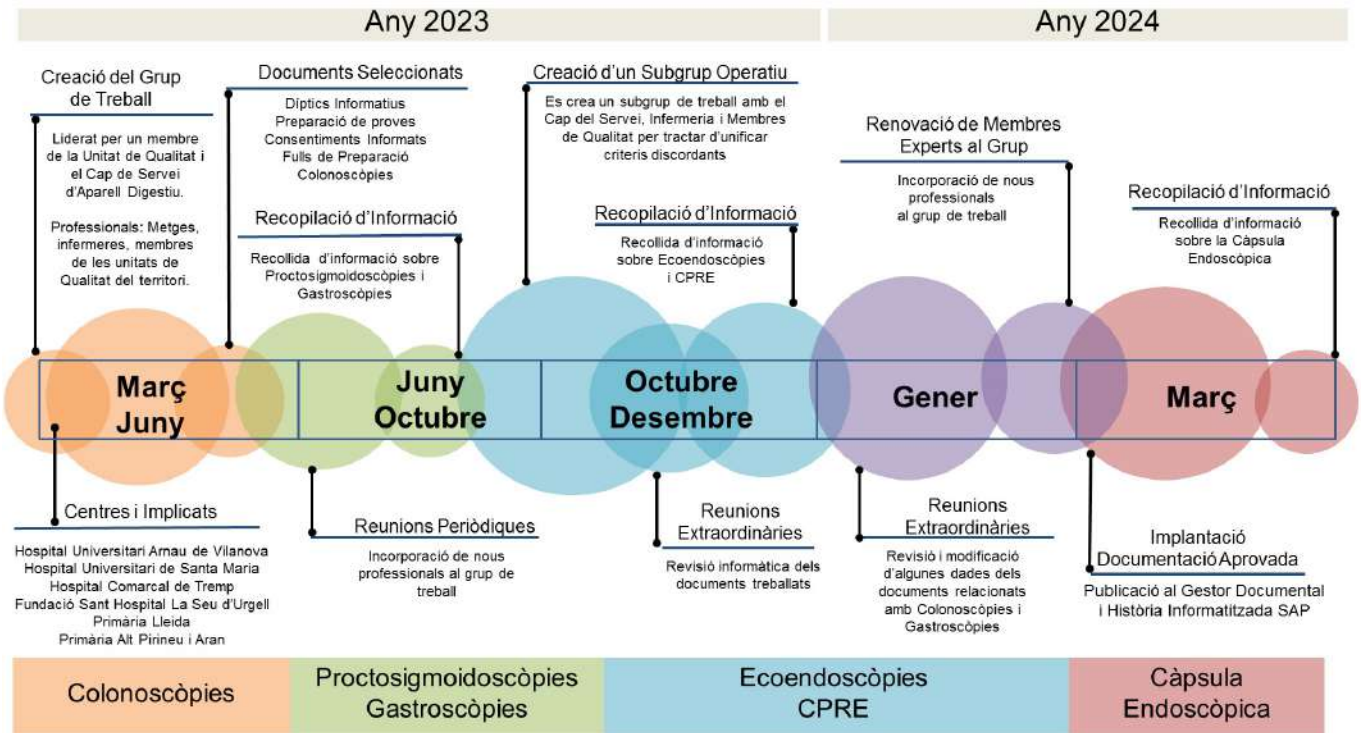 Any 2023
Any 2024
Creació del Grup
de Treball
Liderat per un membre
de la Unitat de Qualitat i
el Cap de Servei
d'Aparell Digestiu.
Professionals: Metges,
infermeres, membres
de les unitats de
Qualitat del territori.
Documents Seleccionats
Díptics Informatius
Preparació de proves
Consentiments Informats
Fulls de Preparació
Colonoscòpies
Recopilació d'Informació
Recollida d'informació sobre
Proctosigmoidoscòpies i
Gastroscòpies
Creació d'un Subgrup Operatiu
Es crea un subgrup de treball amb el
Cap del Servei, Infermeria i Membres
de Qualitat per tractar d'unificar
criteris discordants
Recopilació d'Informació
Recollida d'informació
sobre Ecoendoscòpies
i CPRE
Renovació de Membres
Experts al Grup
Incorporació de nous
professionals
al grup de treball
Recopilació d'Informació
Recollida d'informació
sobre la Càpsula
Endoscòpica
Març
Juny
Juny
Octubre
Octubre
Desembre
Gener
Març
Centres i Implicats
Hospital Universitari Arnau de Vilanova
Hospital Universitari de Santa Maria
Hospital Comarcal de Tremp
Fundació Sant Hospital La Seu d'Urgell
Primària Lleida
Primària Alt Pirineu i Aran
Reunions Periòdiques
Incorporació de nous
professionals al grup de
treball
Reunions
Extraordinàries
Revisió informàtica dels
documents treballats
Reunions
Extraordinàries
Revisió i modificació
d'algunes dades dels
documents relacionats
amb Colonoscòpies i
Gastroscòpies
Implantació
Documentació Aprovada
Publicació al Gestor Documental
i Història Informatitzada SAP
Colonoscòpies
Proctosigmoidoscòpies
Gastroscòpies
Ecoendoscòpies
CPRE
Càpsula
Endoscòpica